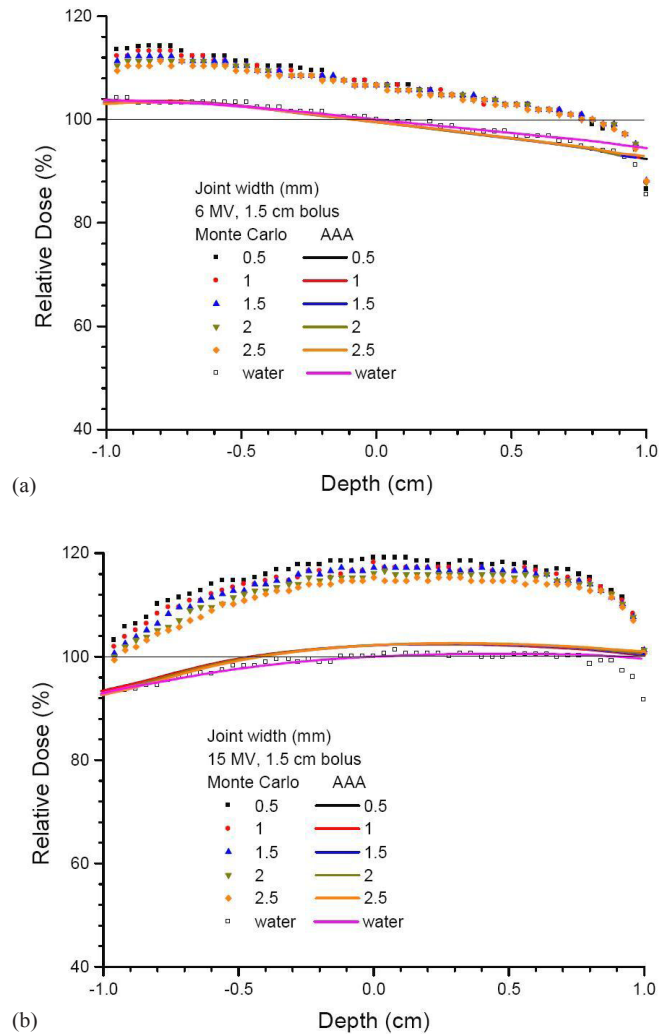 120
100
80
60
40
Relative Dose (%)
Joint width (mm)
6 MV, 1.5 cm bolus
Monte Carlo AAA
0.5 0.5
1 1
1.5 1.5
2 2
2.5 2.5
water water
-1.0 -0.5 0.0 0.5 1.0
(a)
Depth (cm)
120
100
80
60
40
Relative Dose (%)
Joint width (mm)
15 MV, 1.5 cm bolus
Monte Carlo AAA
0.5 0.5
1 1
1.5 1.5
2 2
2.5 2.5
water water
-1.0 -0.5 0.0 0.5 1.0
(b)
Depth (cm)